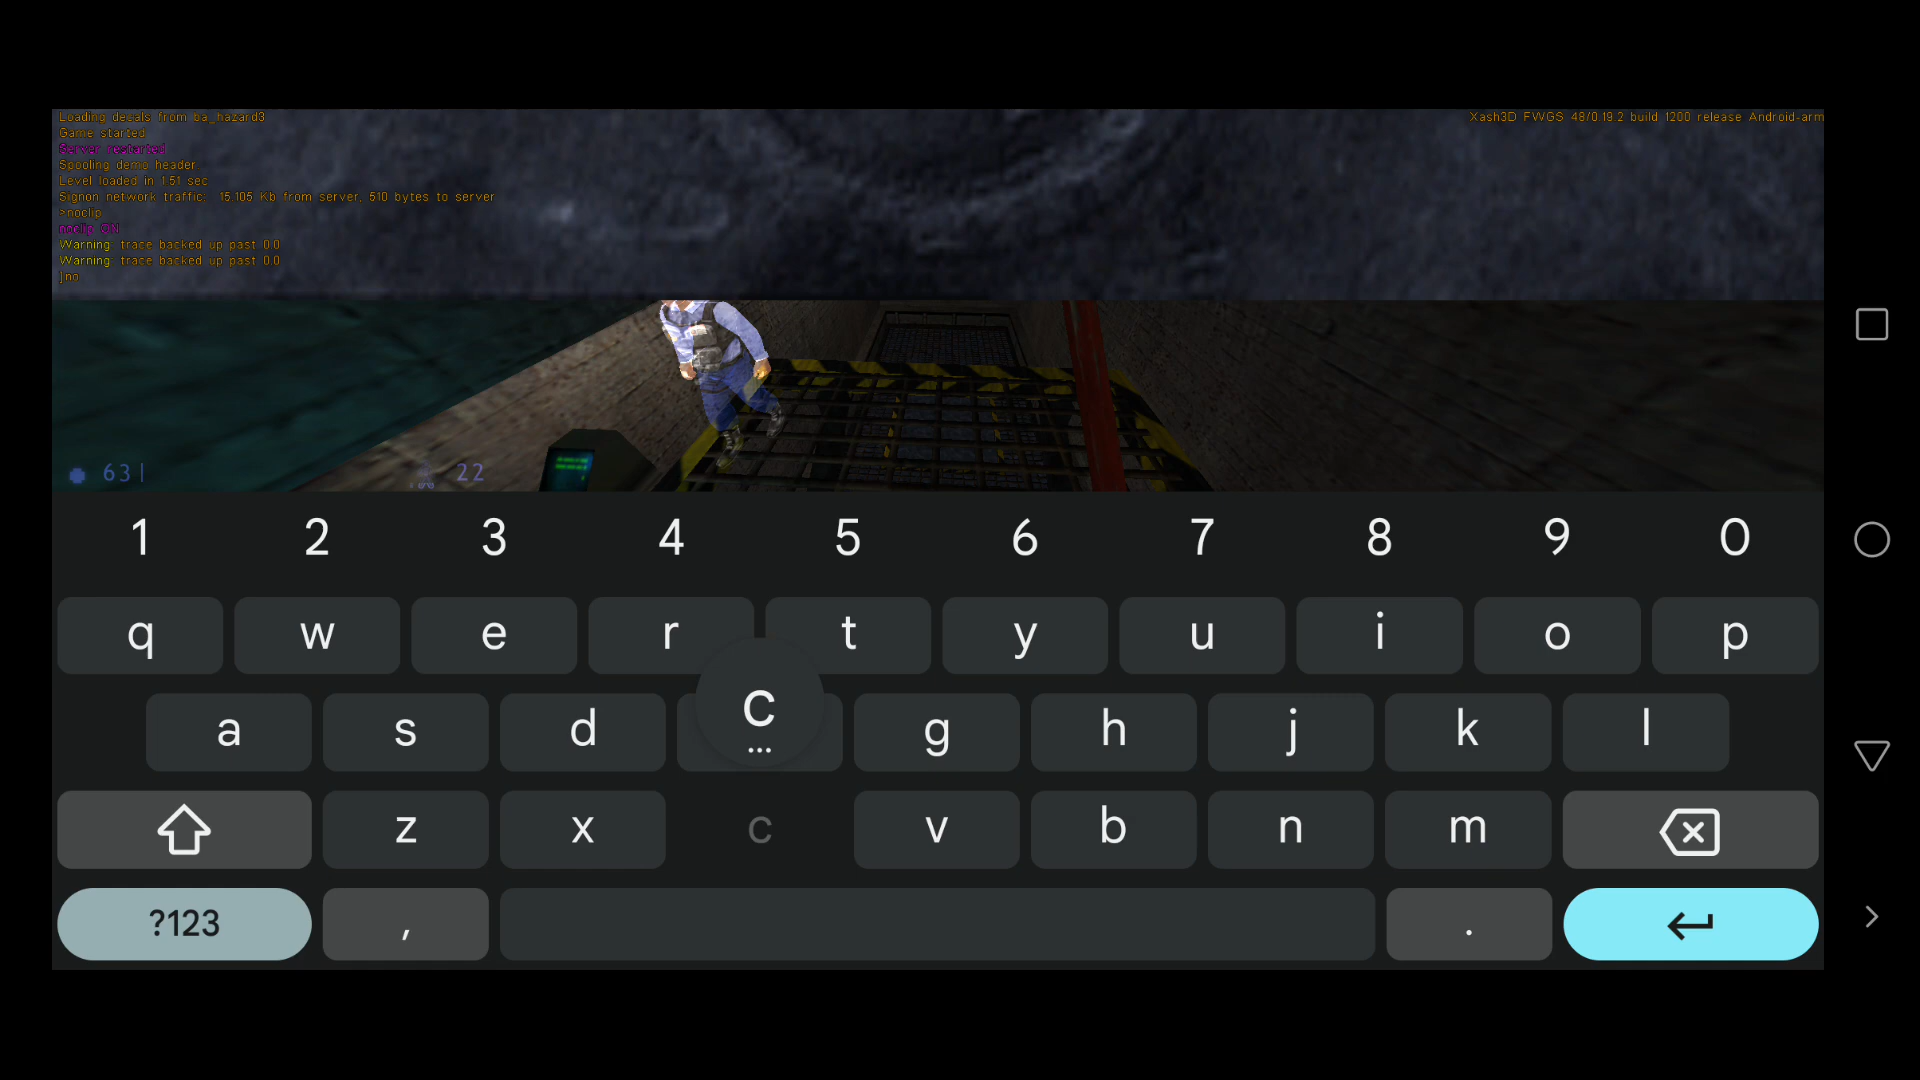 Loading decals from ba_hazard3
Xash3D FWGS 48/0.19.2 build 1200 release Android-arm
Game started
Server restarted
Spooling demo header
Level loaded in 1.51 sec
Signon network traffic: 15.105 Kb from server, 510 bytes to server
>noclip
noclip ON
Warning: trace backed up past 0.0
Warning: trace backed up past 0.0
]no
63
22
1 2 3 4 5 6 7 8 9 0
q w e r t y u i o p
a s d c... g h j k l
z x c v b n m
?123 , .